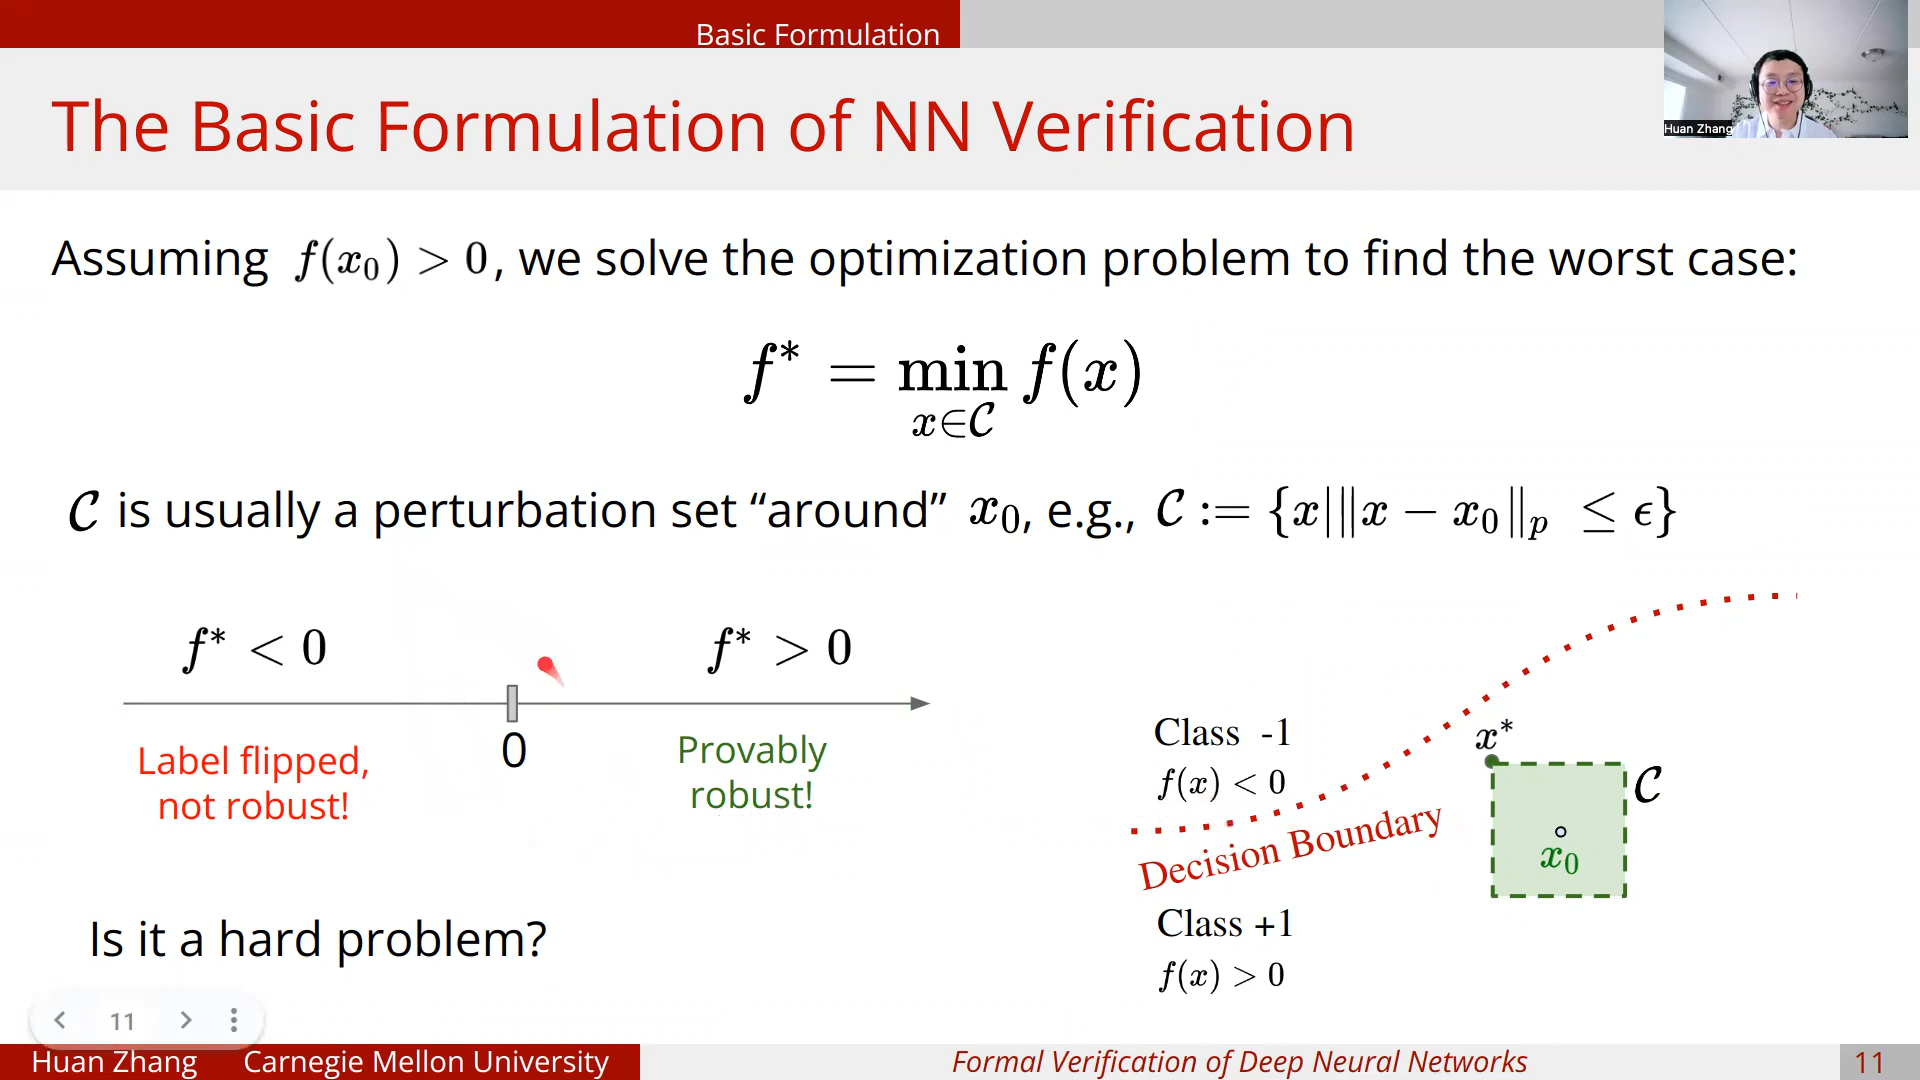 Basic Formulation
The Basic Formulation of NN Verification
Huan Zhang
Assuming f(x₀) > 0, we solve the optimization problem to find the worst case:
f* = min f(x)
x∈𝒞
𝒞 is usually a perturbation set “around” x₀, e.g., 𝒞 := {x|‖x − x₀‖ₚ ≤ ϵ}
f* < 0
f* > 0
0
Label flipped,
not robust!
Provably
robust!
Class -1
f(x) < 0
Decision Boundary
x*
𝒞
x₀
Class +1
f(x) > 0
Is it a hard problem?
11
Huan Zhang Carnegie Mellon University
Formal Verification of Deep Neural Networks
11